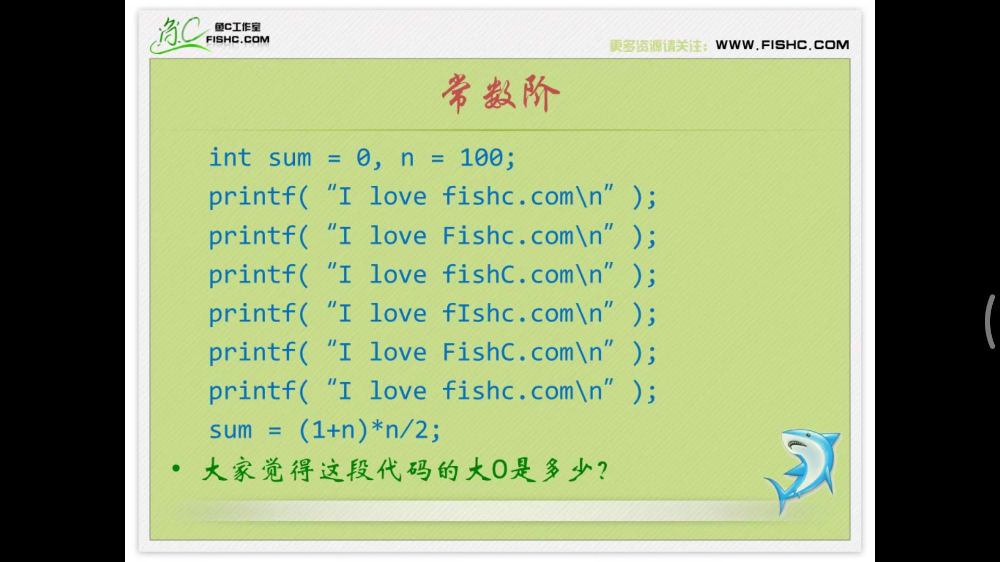 鱼C工作室
FISHC.COM
更多资源请关注: WWW.FISHC.COM
常数阶
int sum = 0, n = 100;
printf( “I love fishc.com\n” );
printf( “I love Fishc.com\n” );
printf( “I love fishC.com\n” );
printf( “I love fIshc.com\n” );
printf( “I love FishC.com\n” );
printf( “I love fishc.com\n” );
sum = (1+n)*n/2;
• 大家觉得这段代码的大O是多少?